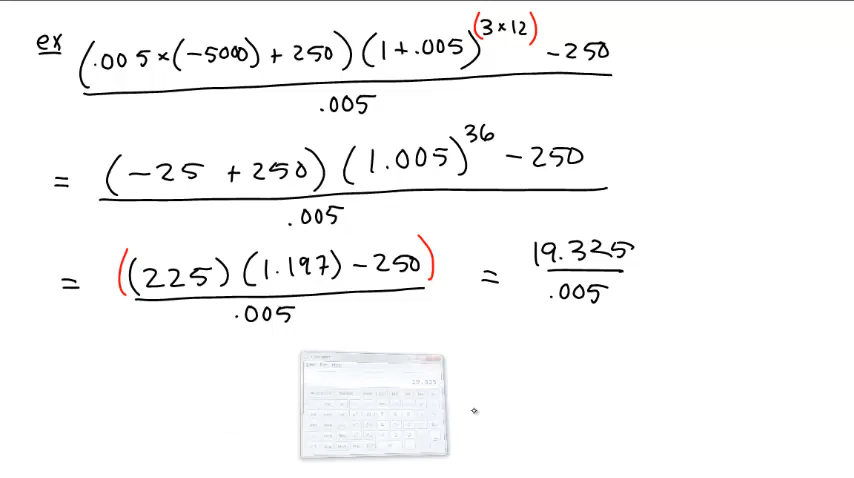 ex (.005×(-5000) + 250) (1+.005)^(3×12) - 250
.005
= (-25 + 250) (1.005)^36 - 250
.005
= ((225) (1.197) - 250) = 19.325
.005 .005
19.325